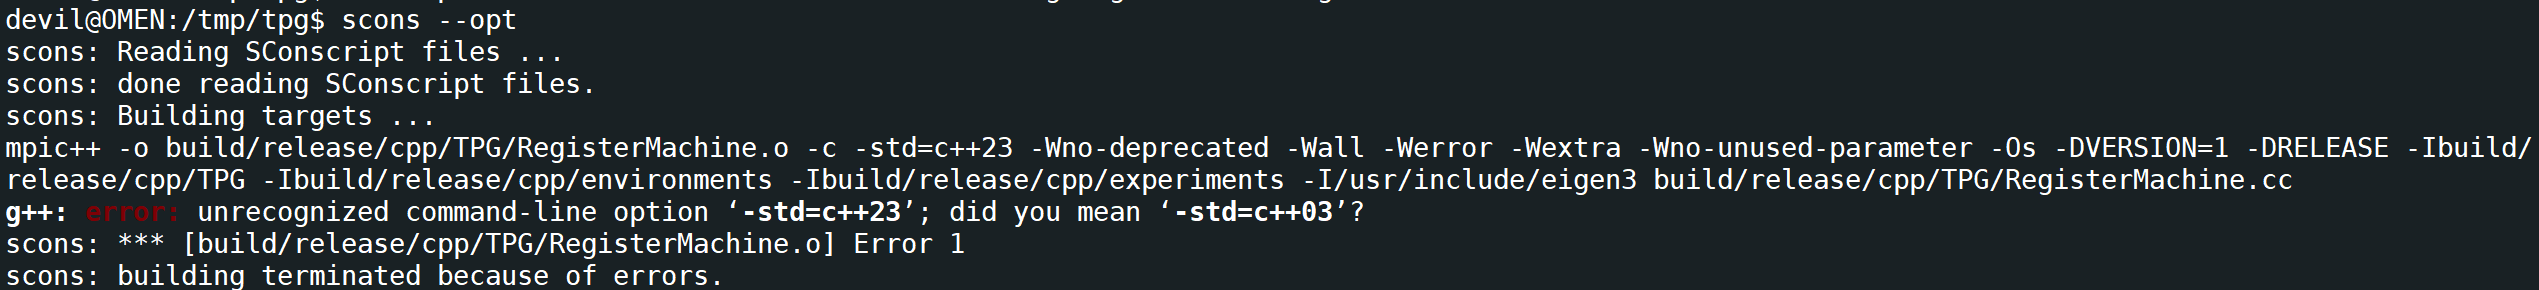 devil@OMEN:/tmp/tpg$ scons --opt
scons: Reading SConscript files ...
scons: done reading SConscript files.
scons: Building targets ...
mpic++ -o build/release/cpp/TPG/RegisterMachine.o -c -std=c++23 -Wno-deprecated -Wall -Werror -Wextra -Wno-unused-parameter -Os -DVERSION=1 -DRELEASE -Ibuild/
release/cpp/TPG -Ibuild/release/cpp/environments -Ibuild/release/cpp/experiments -I/usr/include/eigen3 build/release/cpp/TPG/RegisterMachine.cc
g++: error: unrecognized command-line option ‘-std=c++23’; did you mean ‘-std=c++03’?
scons: *** [build/release/cpp/TPG/RegisterMachine.o] Error 1
scons: building terminated because of errors.